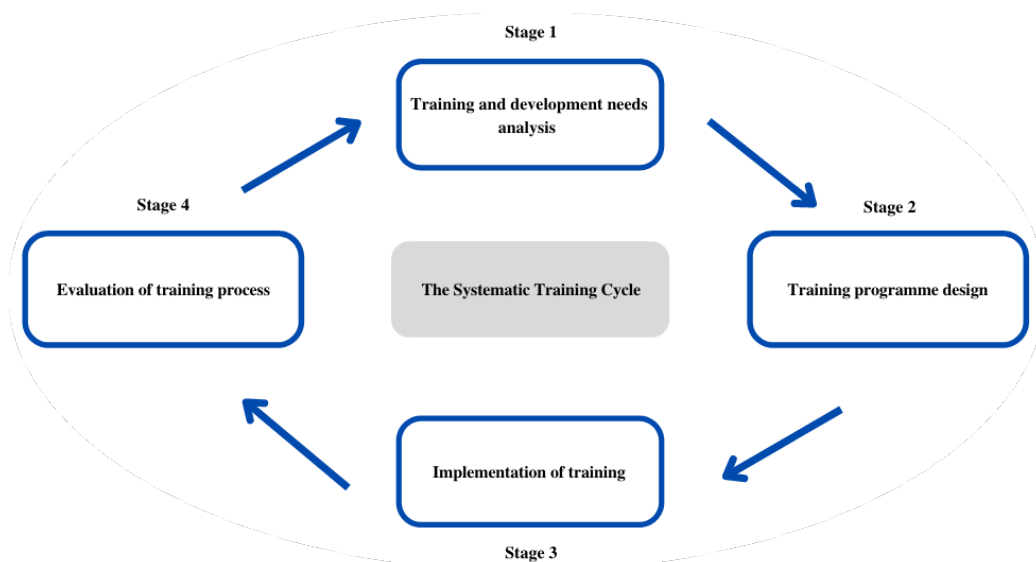 Stage 1
Training and development needs
analysis
Stage 4
Stage 2
Evaluation of training process
The Systematic Training Cycle
Training programme design
Implementation of training
Stage 3